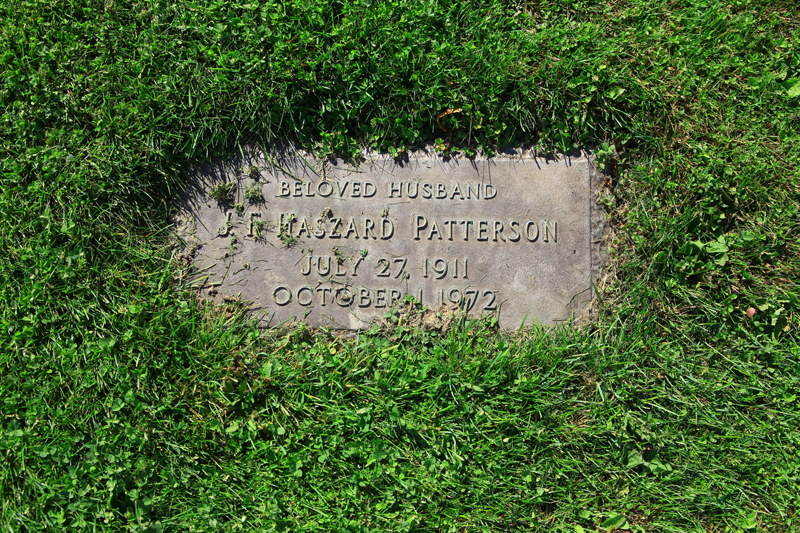 BELOVED HUSBAND
J. F. HASZARD PATTERSON
JULY 27, 1911
OCTOBER 1 1972